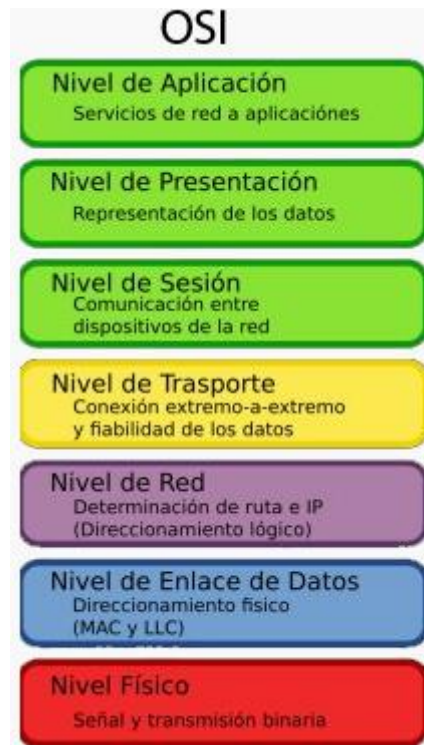 OSI
Nivel de Aplicación
Servicios de red a aplicaciónes
Nivel de Presentación
Representación de los datos
Nivel de Sesión
Comunicación entre
dispositivos de la red
Nivel de Trasporte
Conexión extremo-a-extremo
y fiabilidad de los datos
Nivel de Red
Determinación de ruta e IP
(Direccionamiento lógico)
Nivel de Enlace de Datos
Direccionamiento fisico
(MAC y LLC)
Nivel Físico
Señal y transmisión binaria